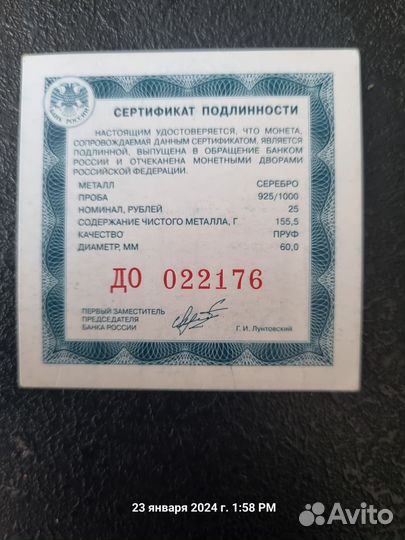 БАНК РОССИИ
СЕРТИФИКАТ ПОДЛИННОСТИ
НАСТОЯЩИМ УДОСТОВЕРЯЕТСЯ, ЧТО МОНЕТА,
СОПРОВОЖДАЕМАЯ ДАННЫМ СЕРТИФИКАТОМ, ЯВЛЯЕТСЯ
ПОДЛИННОЙ, ВЫПУЩЕНА В ОБРАЩЕНИЕ БАНКОМ
РОССИИ И ОТЧЕКАНЕНА МОНЕТНЫМИ ДВОРАМИ
РОССИЙСКОЙ ФЕДЕРАЦИИ.
МЕТАЛЛ СЕРЕБРО
ПРОБА 925/1000
НОМИНАЛ, РУБЛЕЙ 25
СОДЕРЖАНИЕ ЧИСТОГО МЕТАЛЛА, Г 155,5
КАЧЕСТВО ПРУФ
ДИАМЕТР, ММ 60,0
ДО 022176
ПЕРВЫЙ ЗАМЕСТИТЕЛЬ
ПРЕДСЕДАТЕЛЯ
БАНКА РОССИИ Г. И. Лунтовский
23 января 2024 г. 1:58 PM
Avito